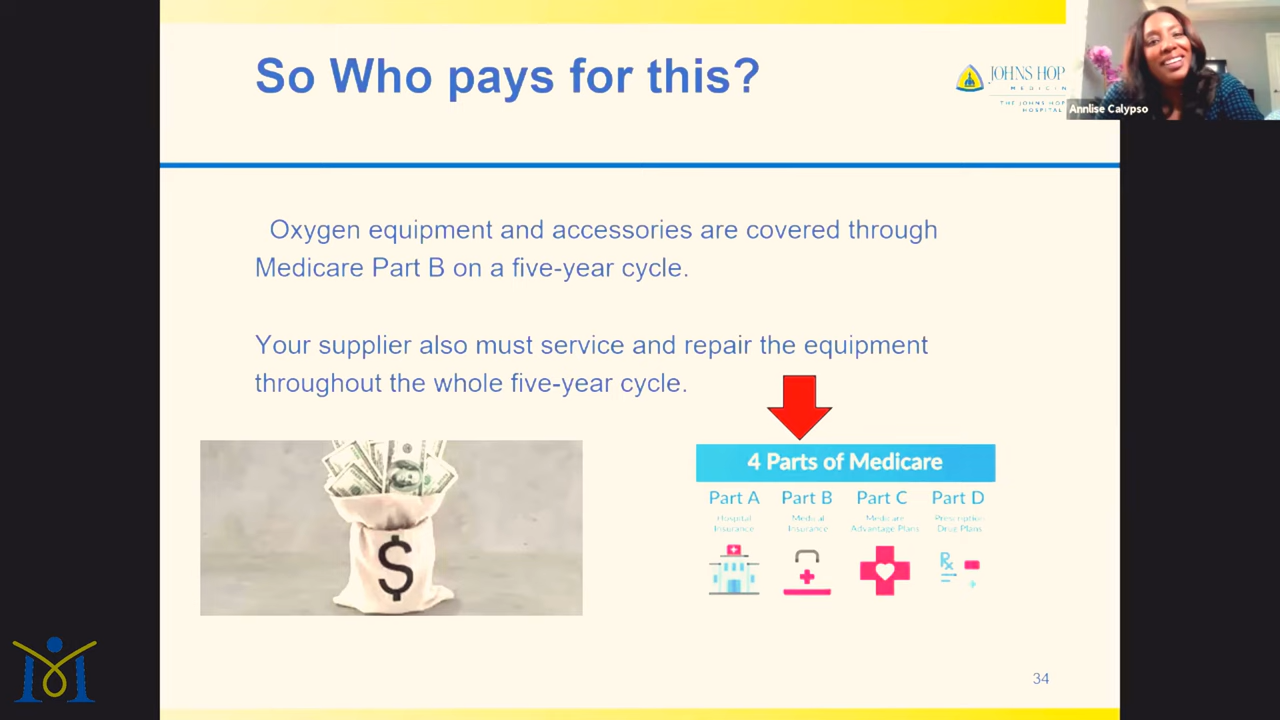 So Who pays for this?
JOHNS HOP
MEDICIN
THE JOHNS HOP
HOSPITAL
Annlise Calypso
Oxygen equipment and accessories are covered through
Medicare Part B on a five-year cycle.
Your supplier also must service and repair the equipment
throughout the whole five-year cycle.
$
4 Parts of Medicare
Part A Part B Part C Part D
Hospital Medical Medicare Prescription
Insurance Insurance Advantage Plans Drug Plans
Rx
34